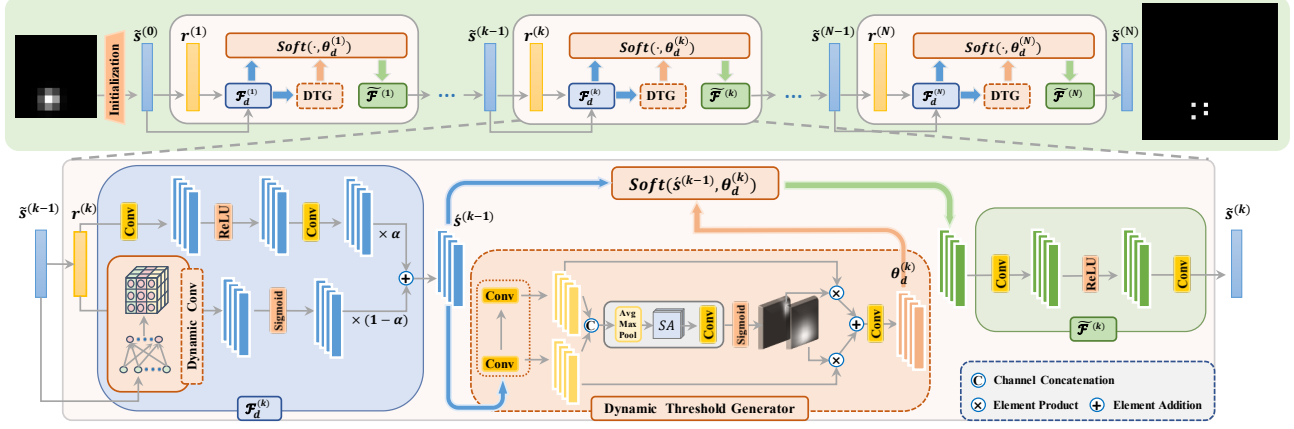 Initialization
s̃^(0)
r^(1)
Soft(·,θ_d^(1))
𝓕_d^(1)
DTG
𝓕̃^(1)
...
s̃^(k-1)
r^(k)
Soft(·,θ_d^(k))
𝓕_d^(k)
DTG
𝓕̃^(k)
...
s̃^(N-1)
r^(N)
Soft(·,θ_d^(N))
𝓕_d^(N)
DTG
𝓕̃^(N)
s̃^(N)
s̃^(k-1)
r^(k)
Conv
ReLU
Conv
× α
Dynamic Conv
Sigmoid
× (1 − α)
+
𝓕_d^(k)
ś^(k-1)
Soft(ś^(k-1),θ_d^(k))
Conv
Conv
C
Avg
Max
Pool
SA
Conv
Sigmoid
×
×
+
Conv
θ_d^(k)
Dynamic Threshold Generator
Conv
ReLU
Conv
𝓕̃^(k)
s̃^(k)
C Channel Concatenation
× Element Product
+ Element Addition